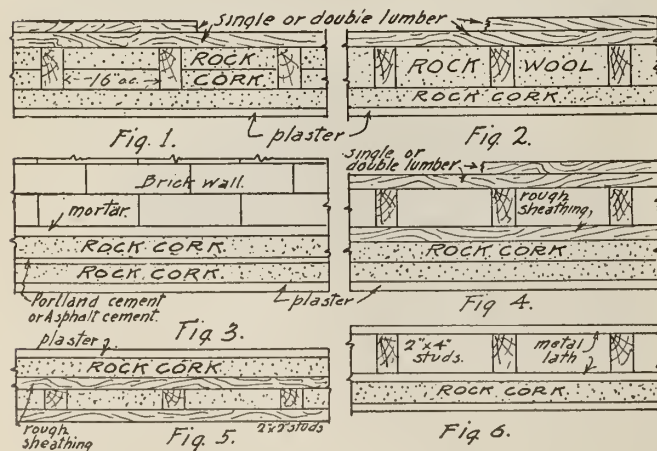 single or double lumber
ROCK
16" oc.
CORK
Fig. 1.
plaster
ROCK WOOL
ROCK CORK
Fig. 2.
Brick wall.
mortar.
ROCK CORK
ROCK CORK
Portland cement
or Asphalt cement.
Fig 3.
plaster
single or
double lumber
rough
sheathing,
ROCK CORK
Fig 4.
plaster
ROCK CORK
rough
sheathing
Fig. 5.
2"x2" studs
2"x4"
studs.
metal
lath
ROCK CORK
Fig 6.